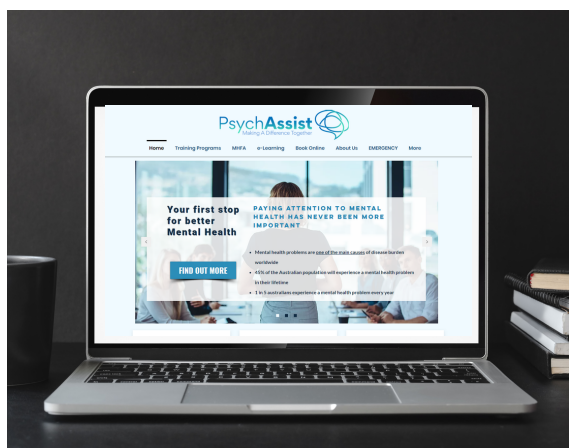 PsychAssist
Making A Difference Together
Home Training Programs MHFA e-Learning Book Online About Us EMERGENCY More
Your first stop
for better
Mental Health
FIND OUT MORE
PAYING ATTENTION TO MENTAL
HEALTH HAS NEVER BEEN MORE
IMPORTANT
Mental health problems are one of the main causes of disease burden
worldwide
45% of the Australian population will experience a mental health problem
in their lifetime
1 in 5 australians experience a mental health problem every year